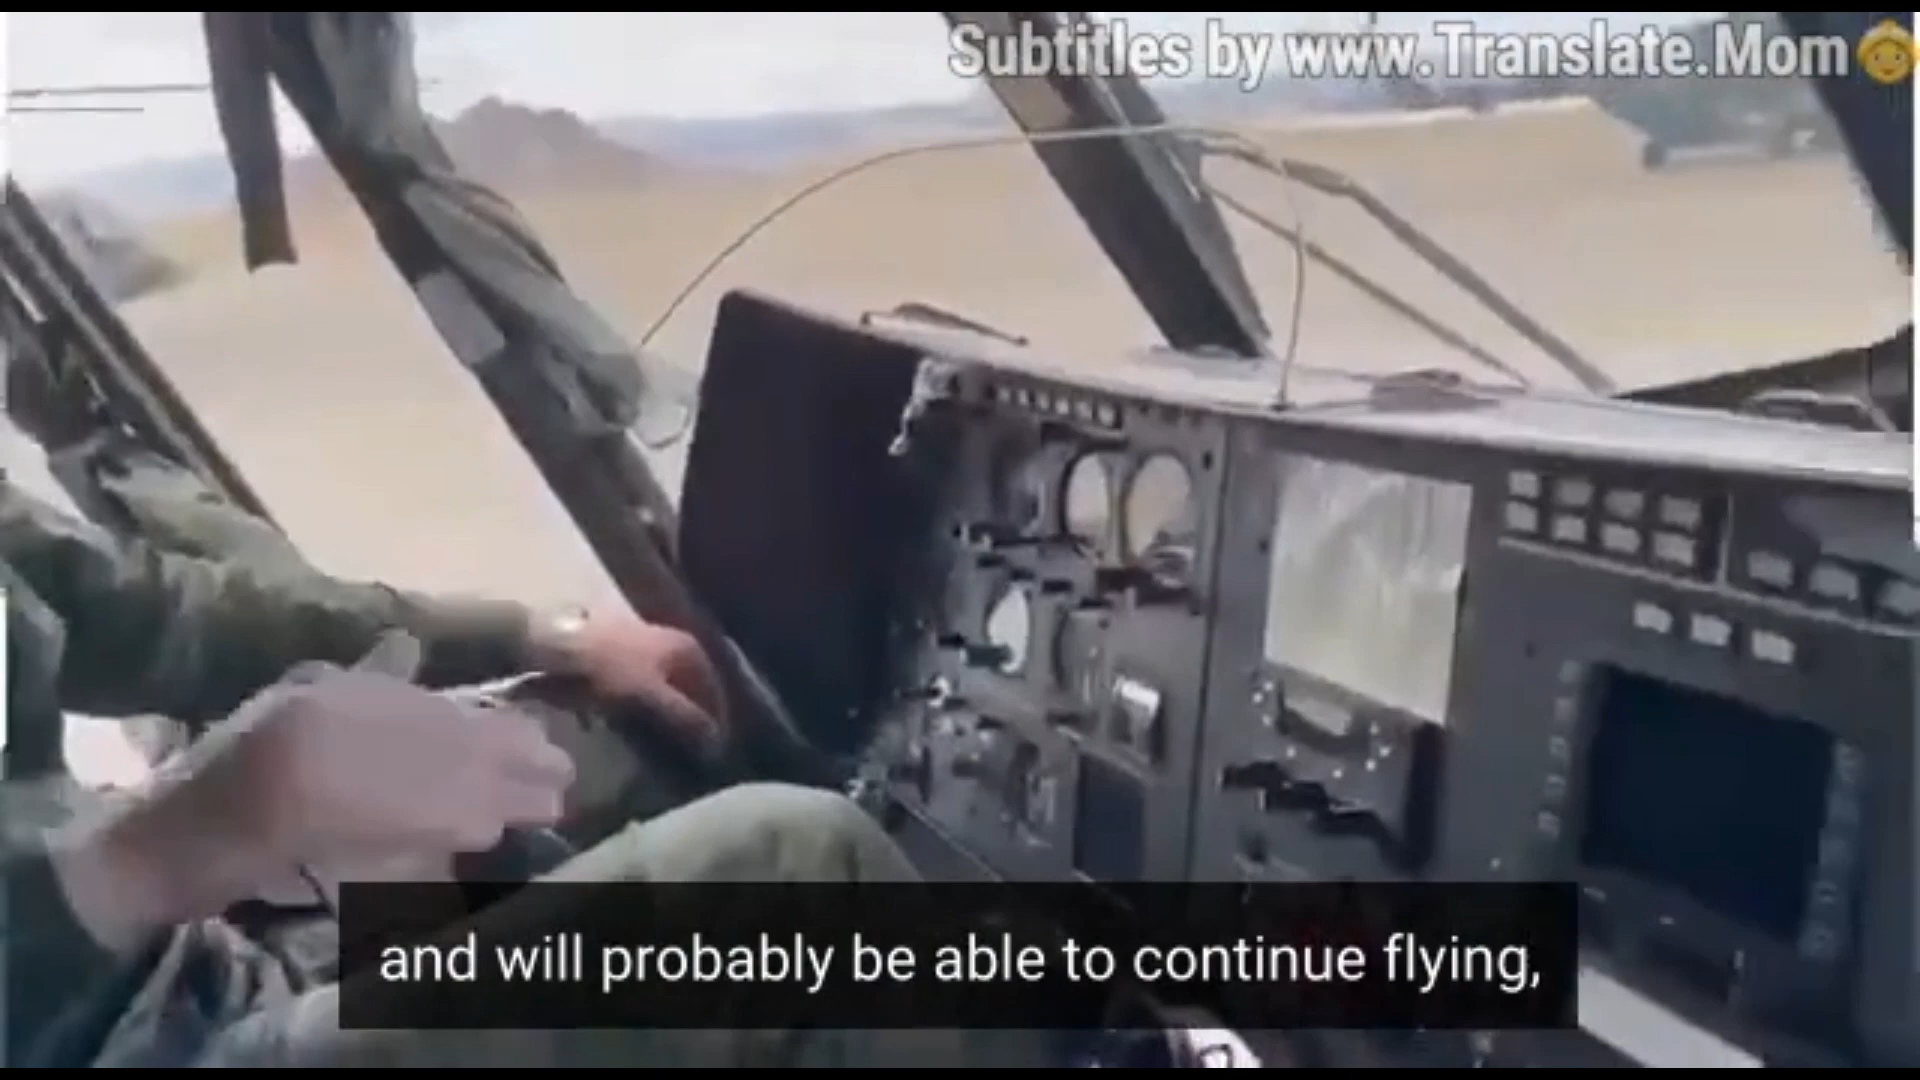 Subtitles by www.Translate.Mom
and will probably be able to continue flying,